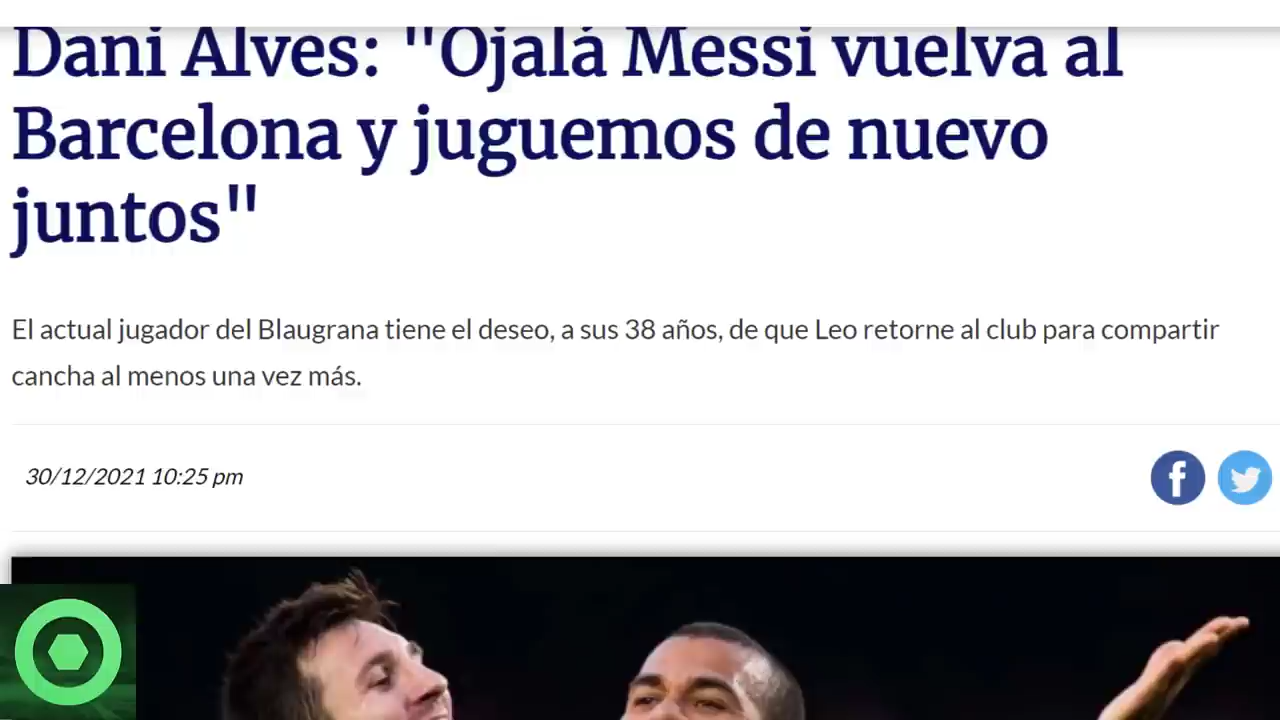 Dani Alves: "Ojalá Messi vuelva al
Barcelona y juguemos de nuevo
juntos"
El actual jugador del Blaugrana tiene el deseo, a sus 38 años, de que Leo retorne al club para compartir
cancha al menos una vez más.
30/12/2021 10:25 pm